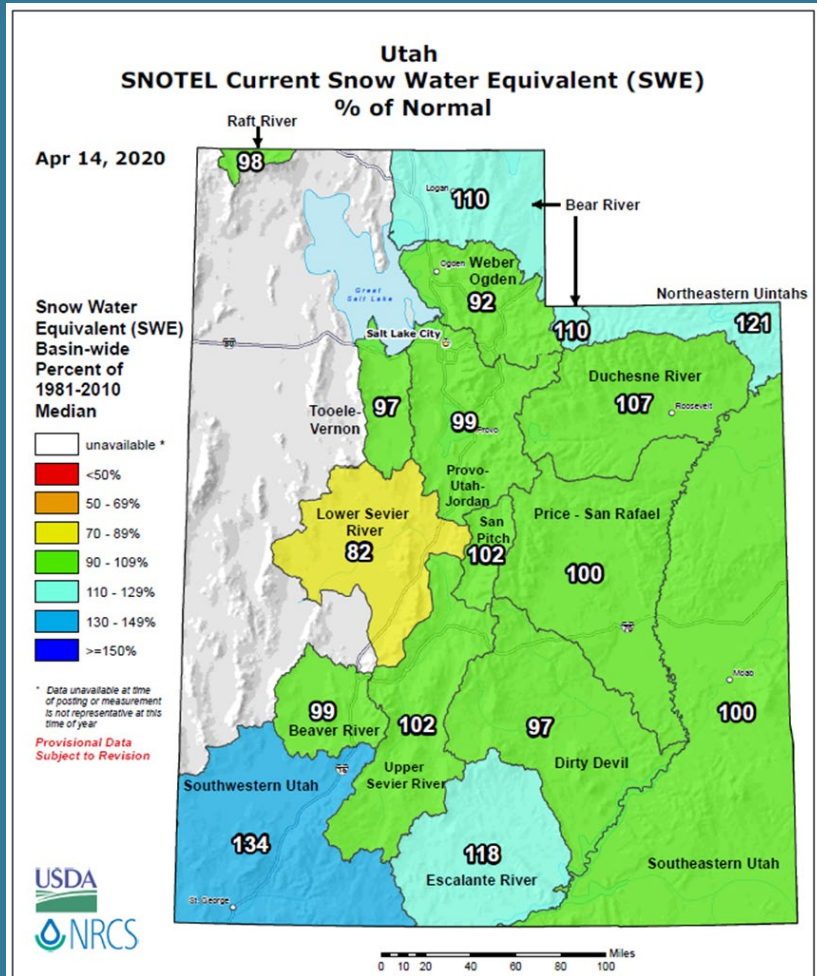 Utah
SNOTEL Current Snow Water Equivalent (SWE)
% of Normal
Raft River
Apr 14, 2020
98
Logan
110
Bear River
Ogden
Weber
Ogden
92
Great
Salt Lake
Northeastern Uintahs
110
121
Snow Water
Equivalent (SWE)
Basin-wide
Percent of
1981-2010
Median
unavailable *
<50%
50 - 69%
70 - 89%
90 - 109%
110 - 129%
130 - 149%
>=150%
* Data unavailable at time
of posting or measurement
is not representative at this
time of year
Provisional Data
Subject to Revision
80
Salt Lake City
Tooele-
Vernon
97
99
Provo
Provo-
Utah-
Jordan
Duchesne River
107
Roosevelt
Lower Sevier
River
82
San
Pitch
102
Price - San Rafael
100
70
Moab
100
99
Beaver River
102
Upper
Sevier River
97
Dirty Devil
15
Southwestern Utah
134
St. George
118
Escalante River
Southeastern Utah
USDA
NRCS
Miles
0 10 20 40 60 80 100